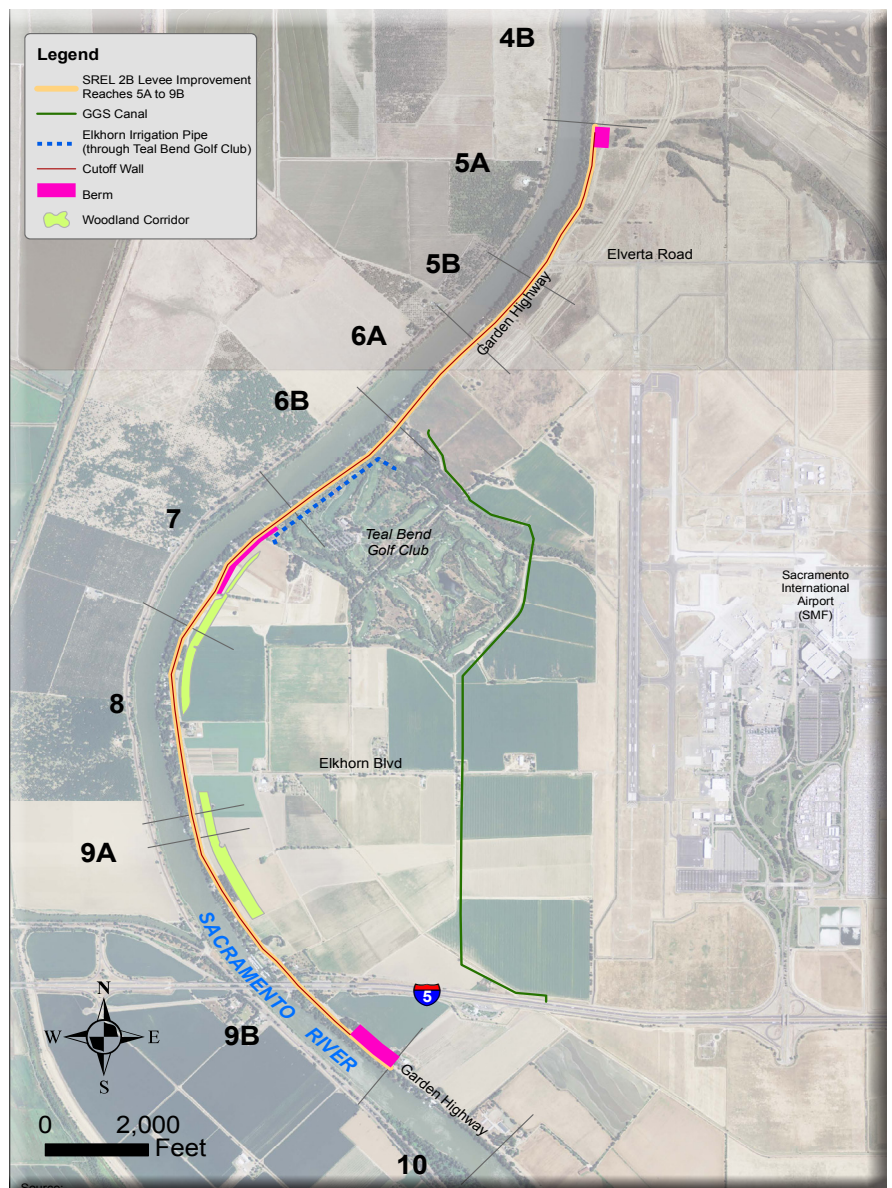 4B
Legend
SREL 2B Levee Improvement
Reaches 5A to 9B
GGS Canal
Elkhorn Irrigation Pipe
(through Teal Bend Golf Club)
Cutoff Wall
Berm
Woodland Corridor
5A
5B
Elverta Road
Garden Highway
6A
6B
7
Teal Bend
Golf Club
Sacramento
International
Airport
(SMF)
8
Elkhorn Blvd
9A
SACRAMENTO RIVER
5
N
W E
S
9B
Garden Highway
0 2,000
Feet
10
Source: